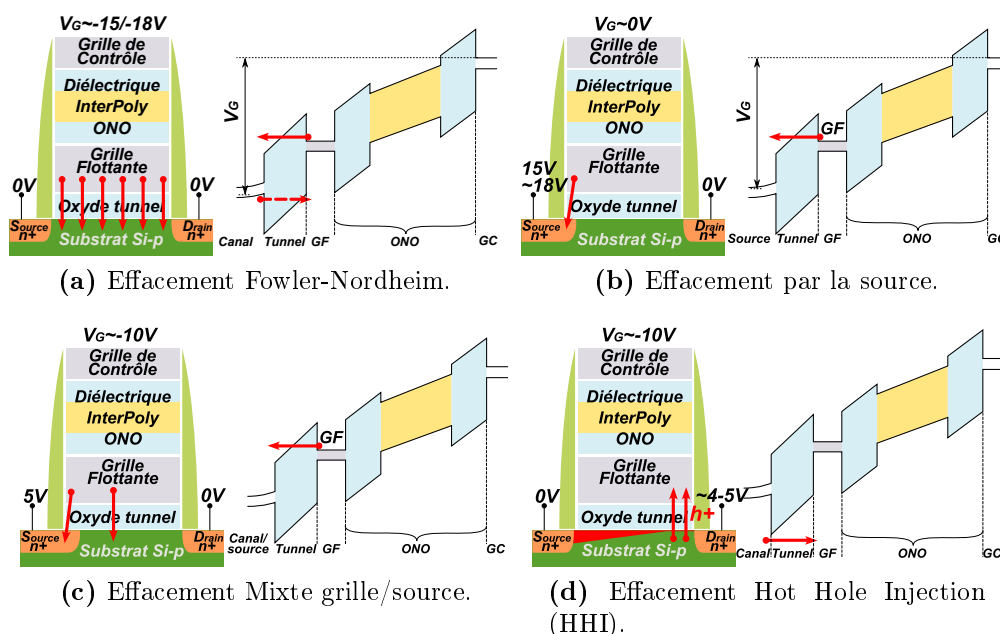 VG~-15/-18V
Grille de
Contrôle
Diélectrique
InterPoly
ONO
Grille
Flottante
0V
0V
Oxyde tunnel
Source
n+
Drain
n+
Substrat Si-p
VG
Canal Tunnel GF ONO GC
(a) Effacement Fowler-Nordheim.
VG~0V
Grille de
Contrôle
Diélectrique
InterPoly
ONO
Grille
Flottante
15V
~18V
0V
Oxyde tunnel
Source
n+
Drain
n+
Substrat Si-p
VG
GF
Source Tunnel GF ONO GC
(b) Effacement par la source.
VG~-10V
Grille de
Contrôle
Diélectrique
InterPoly
ONO
Grille
Flottante
5V
0V
Oxyde tunnel
Source
n+
Drain
n+
Substrat Si-p
GF
Canal/
source Tunnel GF ONO GC
(c) Effacement Mixte grille/source.
VG~-10V
Grille de
Contrôle
Diélectrique
InterPoly
ONO
Grille
Flottante
0V
~4-5V
h+
Oxyde tunnel
Source
n+
Drain
n+
Substrat Si-p
Canal Tunnel GF ONO GC
(d) Effacement Hot Hole Injection
(HHI).